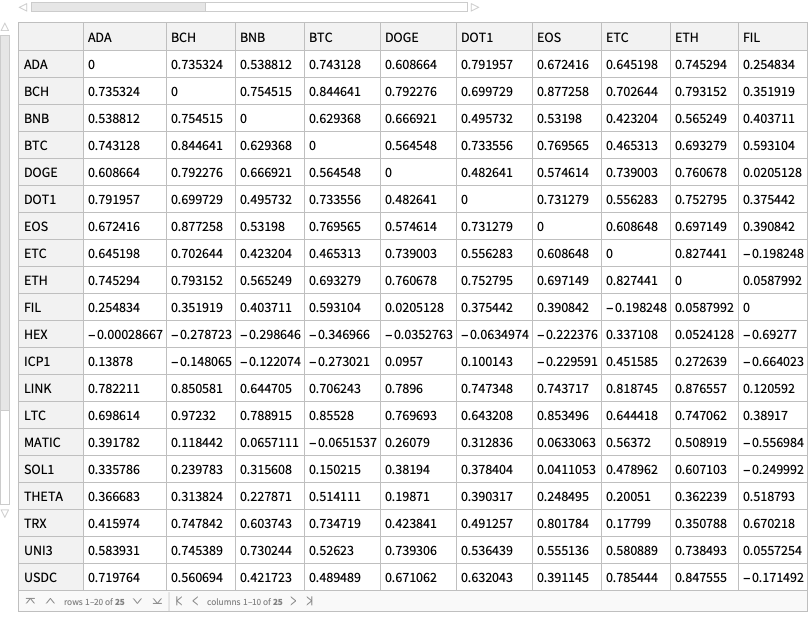 ADA BCH BNB BTC DOGE DOT1 EOS ETC ETH FIL
ADA 0 0.735324 0.538812 0.743128 0.608664 0.791957 0.672416 0.645198 0.745294 0.254834
BCH 0.735324 0 0.754515 0.844641 0.792276 0.699729 0.877258 0.702644 0.793152 0.351919
BNB 0.538812 0.754515 0 0.629368 0.666921 0.495732 0.53198 0.423204 0.565249 0.403711
BTC 0.743128 0.844641 0.629368 0 0.564548 0.733556 0.769565 0.465313 0.693279 0.593104
DOGE 0.608664 0.792276 0.666921 0.564548 0 0.482641 0.574614 0.739003 0.760678 0.0205128
DOT1 0.791957 0.699729 0.495732 0.733556 0.482641 0 0.731279 0.556283 0.752795 0.375442
EOS 0.672416 0.877258 0.53198 0.769565 0.574614 0.731279 0 0.608648 0.697149 0.390842
ETC 0.645198 0.702644 0.423204 0.465313 0.739003 0.556283 0.608648 0 0.827441 −0.198248
ETH 0.745294 0.793152 0.565249 0.693279 0.760678 0.752795 0.697149 0.827441 0 0.0587992
FIL 0.254834 0.351919 0.403711 0.593104 0.0205128 0.375442 0.390842 −0.198248 0.0587992 0
HEX −0.00028667 −0.278723 −0.298646 −0.346966 −0.0352763 −0.0634974 −0.222376 0.337108 0.0524128 −0.69277
ICP1 0.13878 −0.148065 −0.122074 −0.273021 0.0957 0.100143 −0.229591 0.451585 0.272639 −0.664023
LINK 0.782211 0.850581 0.644705 0.706243 0.7896 0.747348 0.743717 0.818745 0.876557 0.120592
LTC 0.698614 0.97232 0.788915 0.85528 0.769693 0.643208 0.853496 0.644418 0.747062 0.38917
MATIC 0.391782 0.118442 0.0657111 −0.0651537 0.26079 0.312836 0.0633063 0.56372 0.508919 −0.556984
SOL1 0.335786 0.239783 0.315608 0.150215 0.38194 0.378404 0.0411053 0.478962 0.607103 −0.249992
THETA 0.366683 0.313824 0.227871 0.514111 0.19871 0.390317 0.248495 0.20051 0.362239 0.518793
TRX 0.415974 0.747842 0.603743 0.734719 0.423841 0.491257 0.801784 0.17799 0.350788 0.670218
UNI3 0.583931 0.745389 0.730244 0.52623 0.739306 0.536439 0.555136 0.580889 0.738493 0.0557254
USDC 0.719764 0.560694 0.421723 0.489489 0.671062 0.632043 0.391145 0.785444 0.847555 −0.171492
rows 1–20 of 25 columns 1–10 of 25